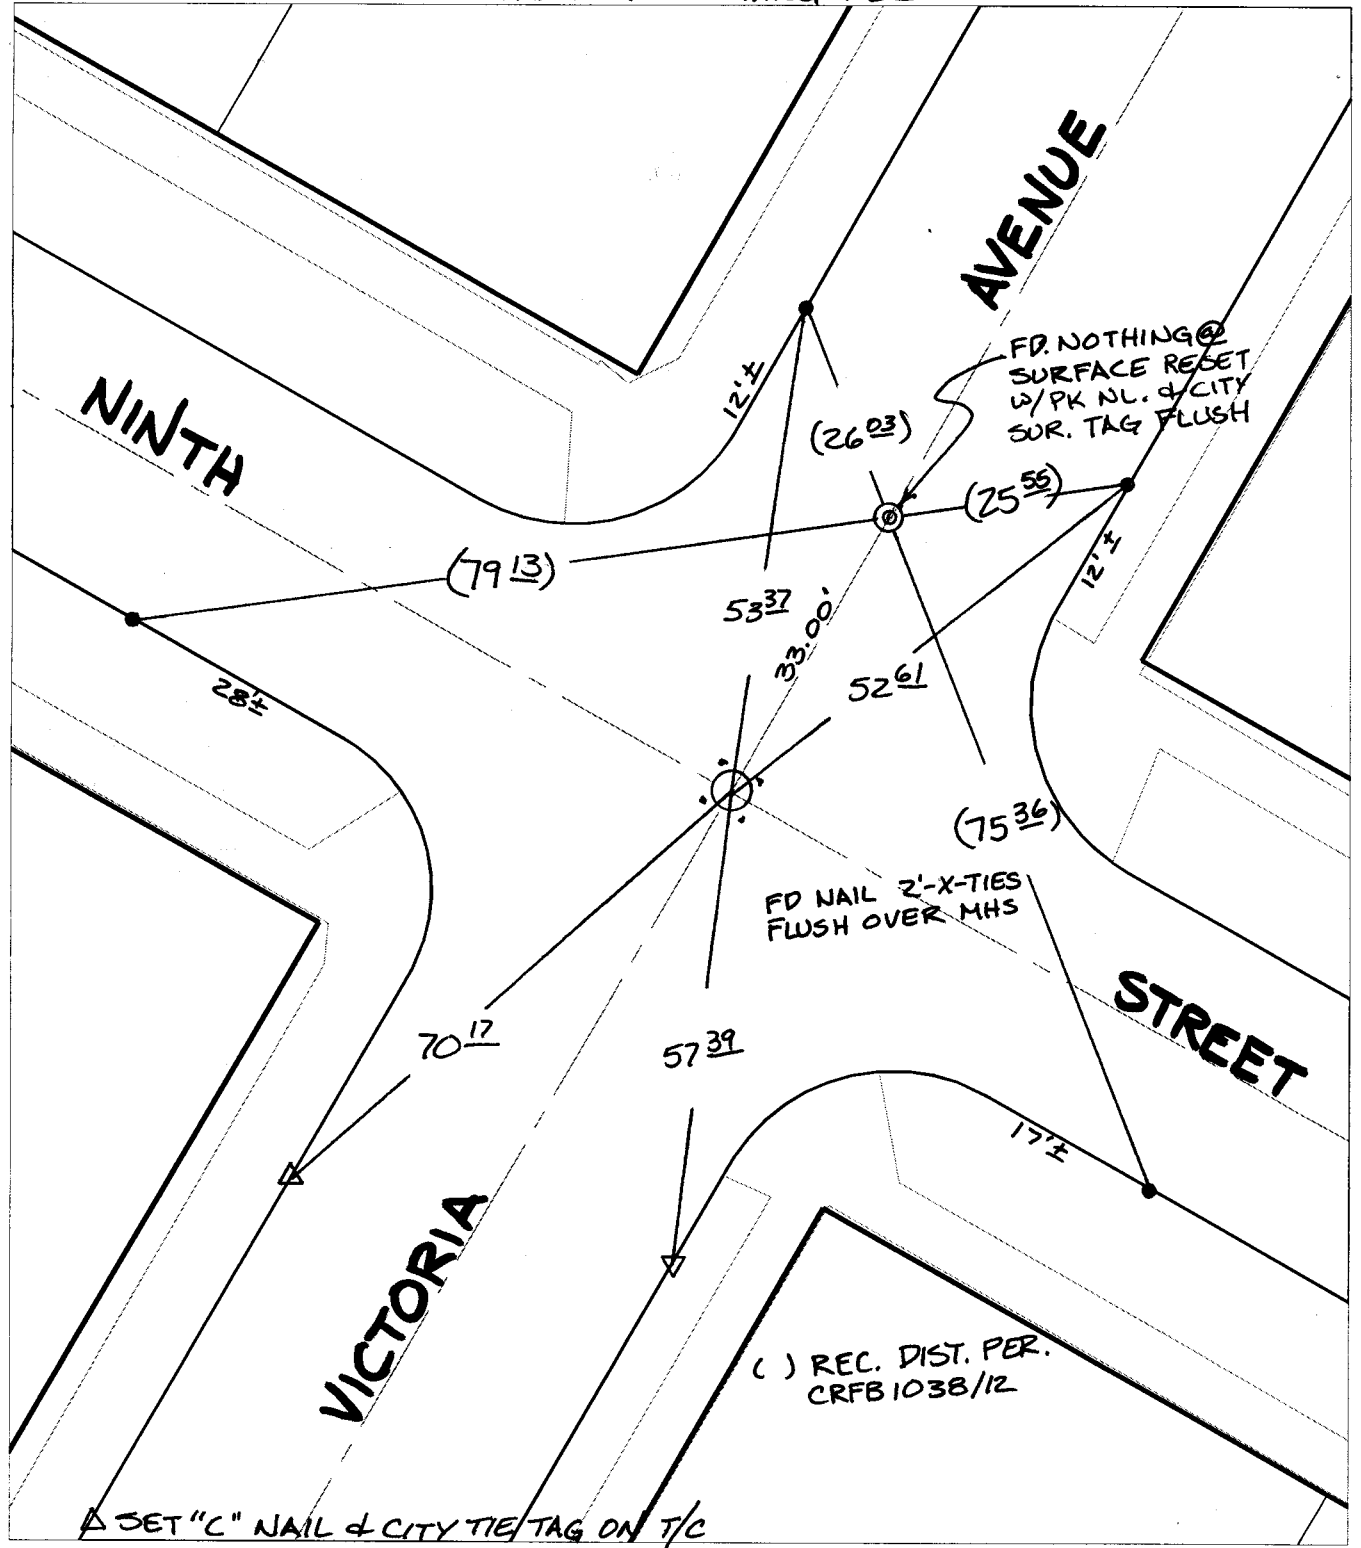 AVENUE
FD. NOTHING @
SURFACE RESET
W/PK NL. & CITY
SUR. TAG FLUSH
12'±
(26 03)
NINTH
(25 55)
12'±
(79 13)
53 37
33.00'
52 61
28'±
(75 36)
FD NAIL 2'-X-TIES
FLUSH OVER MHS
STREET
70 17
57 39
17'±
VICTORIA
( ) REC. DIST. PER.
CRFB 1038/12
△ SET "C" NAIL & CITY TIE TAG ON T/C